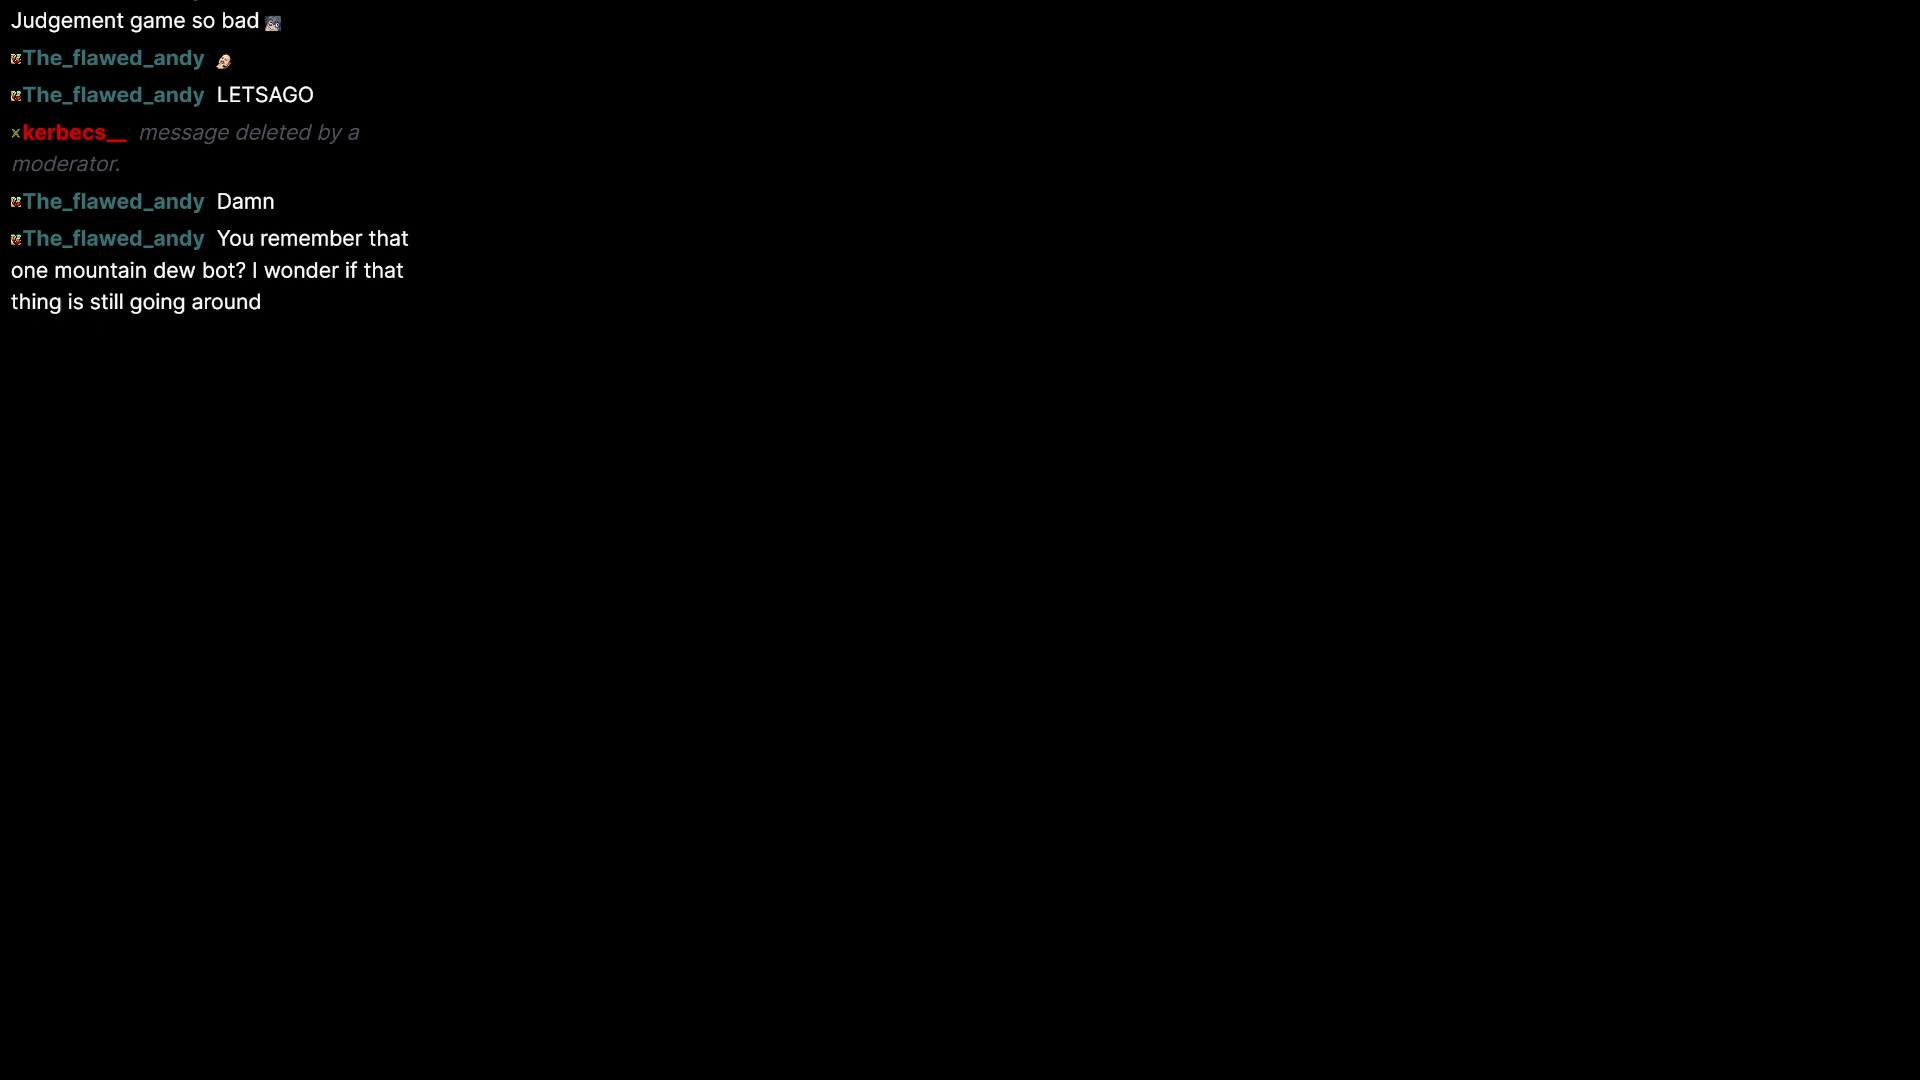 Judgement game so bad
The_flawed_andy
The_flawed_andy LETSAGO
kerbecs__ message deleted by a
moderator.
The_flawed_andy Damn
The_flawed_andy You remember that
one mountain dew bot? I wonder if that
thing is still going around